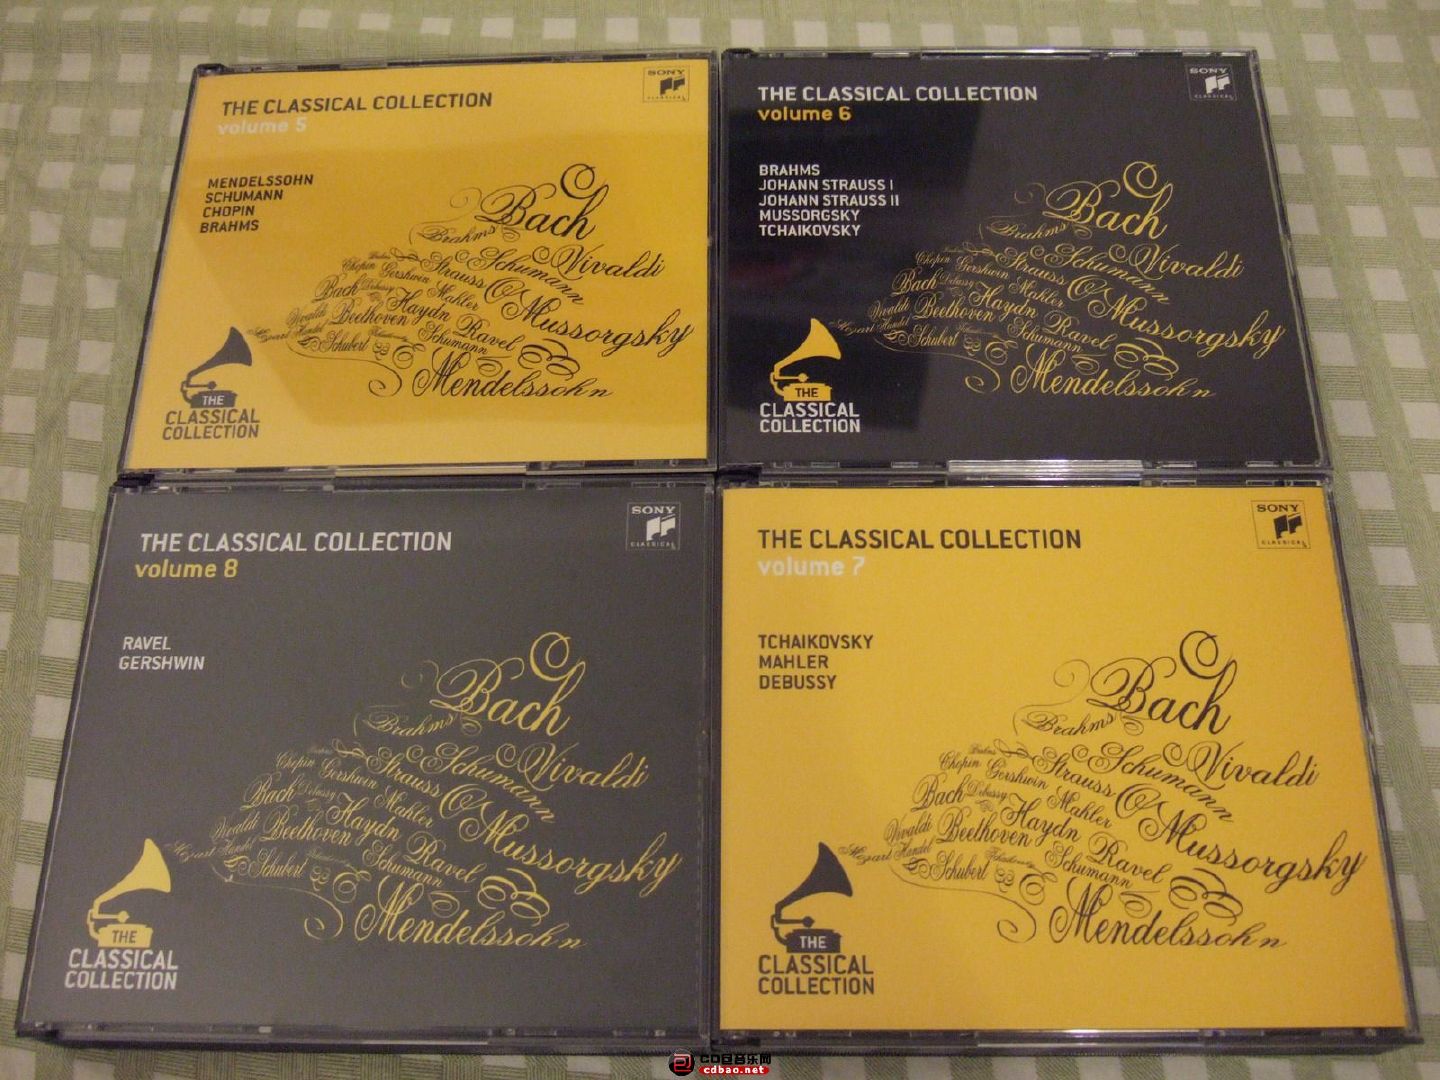 THE CLASSICAL COLLECTION
volume 5
SONY
CLASSICAL
MENDELSSOHN
SCHUMANN
CHOPIN
BRAHMS
Bach
Brahms
Vivaldi
Schumann
Strauss
Chopin Gershwin Mahler
Bach Debussy Haydn
Mussorgsky
Vivaldi Beethoven Ravel
Handel
Schubert Schumann
Mendelssohn
THE
CLASSICAL
COLLECTION
THE CLASSICAL COLLECTION
volume 6
SONY
CLASSICAL
BRAHMS
JOHANN STRAUSS I
JOHANN STRAUSS II
MUSSORGSKY
TCHAIKOVSKY
Bach
Brahms
Vivaldi
Schumann
Strauss
Chopin Gershwin Mahler
Bach Debussy Haydn
Mussorgsky
Vivaldi Beethoven Ravel
Handel
Schubert Schumann
Mendelssohn
THE
CLASSICAL
COLLECTION
THE CLASSICAL COLLECTION
volume 8
SONY
CLASSICAL
RAVEL
GERSHWIN
Bach
Brahms
Vivaldi
Schumann
Strauss
Chopin Gershwin Mahler
Bach Debussy Haydn
Mussorgsky
Vivaldi Beethoven Ravel
Handel
Schubert Schumann
Mendelssohn
THE
CLASSICAL
COLLECTION
THE CLASSICAL COLLECTION
volume 7
SONY
CLASSICAL
TCHAIKOVSKY
MAHLER
DEBUSSY
Bach
Brahms
Vivaldi
Schumann
Strauss
Chopin Gershwin Mahler
Bach Debussy Haydn
Mussorgsky
Vivaldi Beethoven Ravel
Handel
Schubert Schumann
Mendelssohn
THE
CLASSICAL
COLLECTION
CD包音乐网
cdbao.net